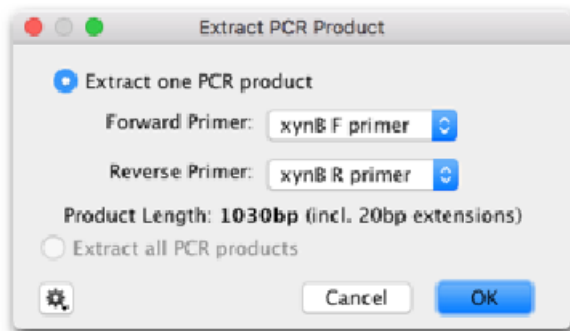 Extract PCR Product
Extract one PCR product
Forward Primer: xynB F primer
Reverse Primer: xynB R primer
Product Length: 1030bp (incl. 20bp extensions)
Extract all PCR products
Cancel OK